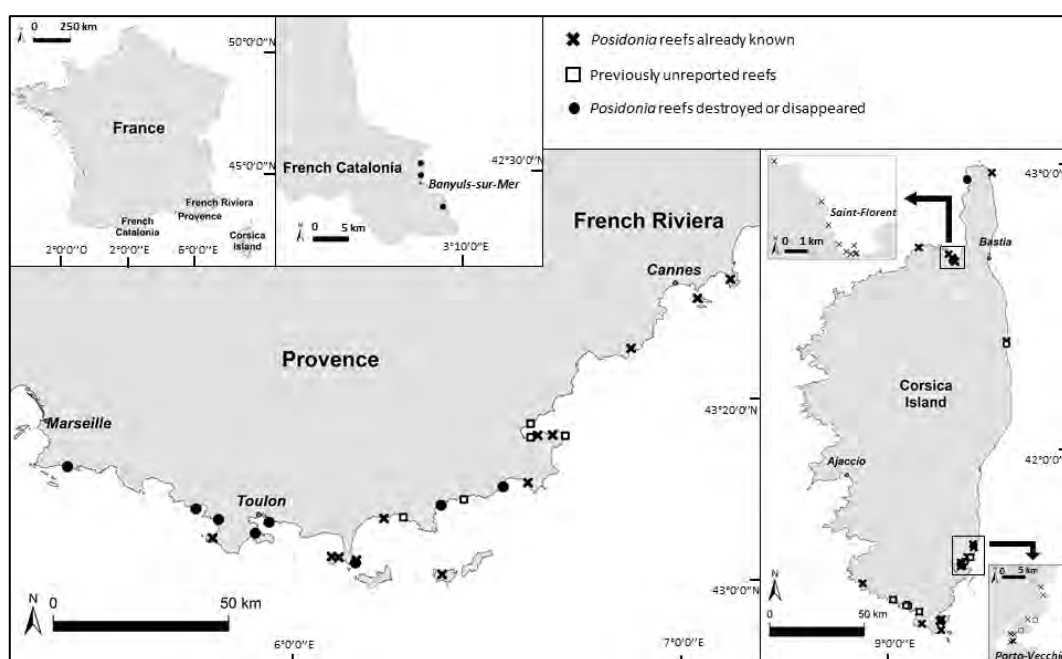 0 250 km
50°0'0"N
France
45°0'0"N
French Riviera
Provence
French
Catalonia
Corsica
Island
2°0'0"O 2°0'0"E 6°0'0"E
N
French Catalonia
42°30'0"N
Banyuls-sur-Mer
0 5 km
N
3°10'0"E
Posidonia reefs already known
Previously unreported reefs
Posidonia reefs destroyed or disappeared
French Riviera
Cannes
Provence
Marseille
Toulon
43°20'0"N
43°0'0"N
0 50 km
N
6°0'0"E 7°0'0"E
43°0'0"N
Saint-Florent
0 1 km
N
Bastia
Corsica
Island
Ajaccio
42°0'0"N
N
0 50 km
9°0'0"E
N
0 5 km